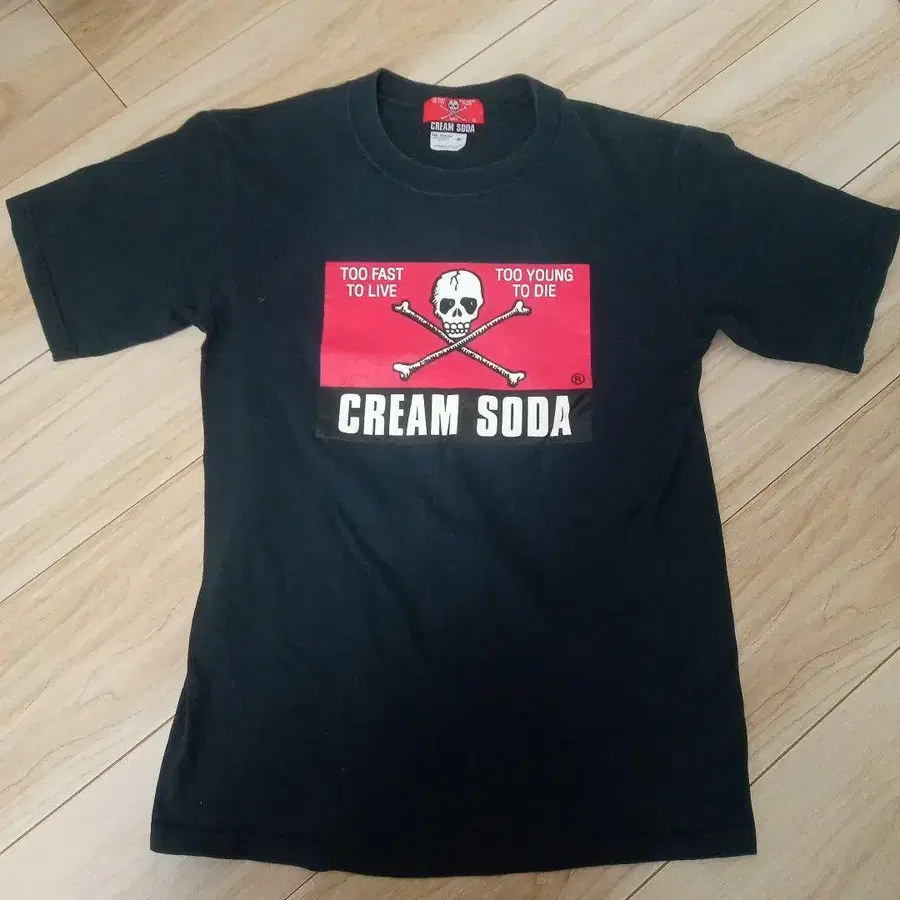 CREAM SODA
TOO FAST
TO LIVE
TOO YOUNG
TO DIE
®
CREAM SODA